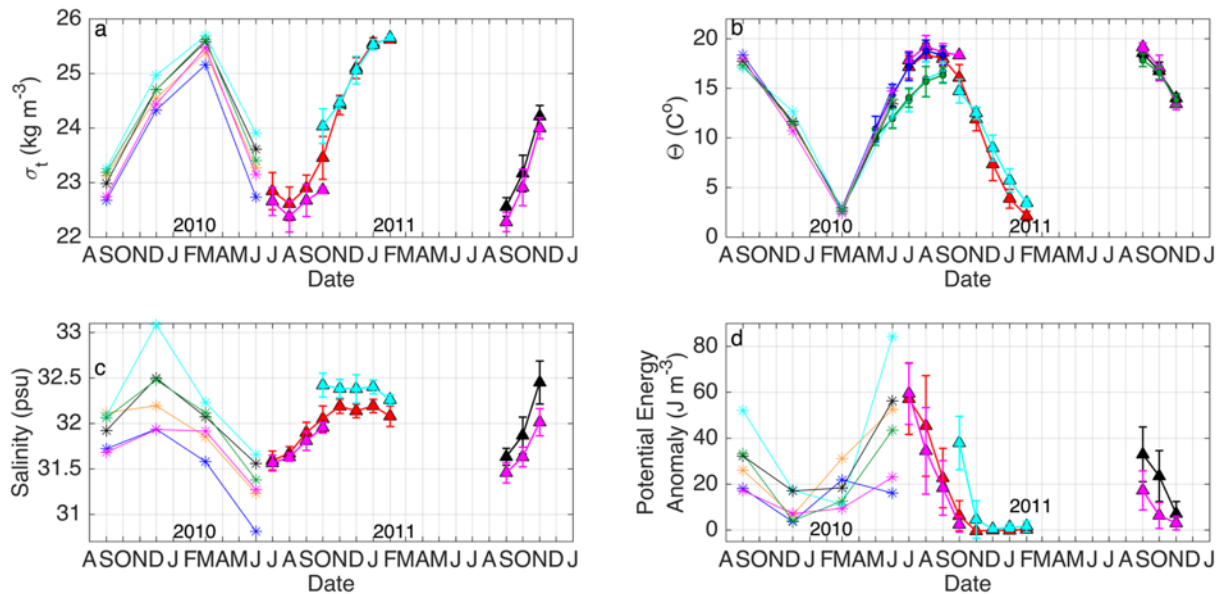 a
26
25
24
23
22
σt (kg m⁻³)
2010
2011
A S O N D J F M A M J J A S O N D J F M A M J J A S O N D J
Date
b
20
15
10
5
0
Θ (C°)
2010
2011
A S O N D J F M A M J J A S O N D J F M A M J J A S O N D J
Date
c
33
32.5
32
31.5
31
Salinity (psu)
2010
2011
A S O N D J F M A M J J A S O N D J F M A M J J A S O N D J
Date
d
80
60
40
20
0
Potential Energy
Anomaly (J m⁻³)
2010
2011
A S O N D J F M A M J J A S O N D J F M A M J J A S O N D J
Date